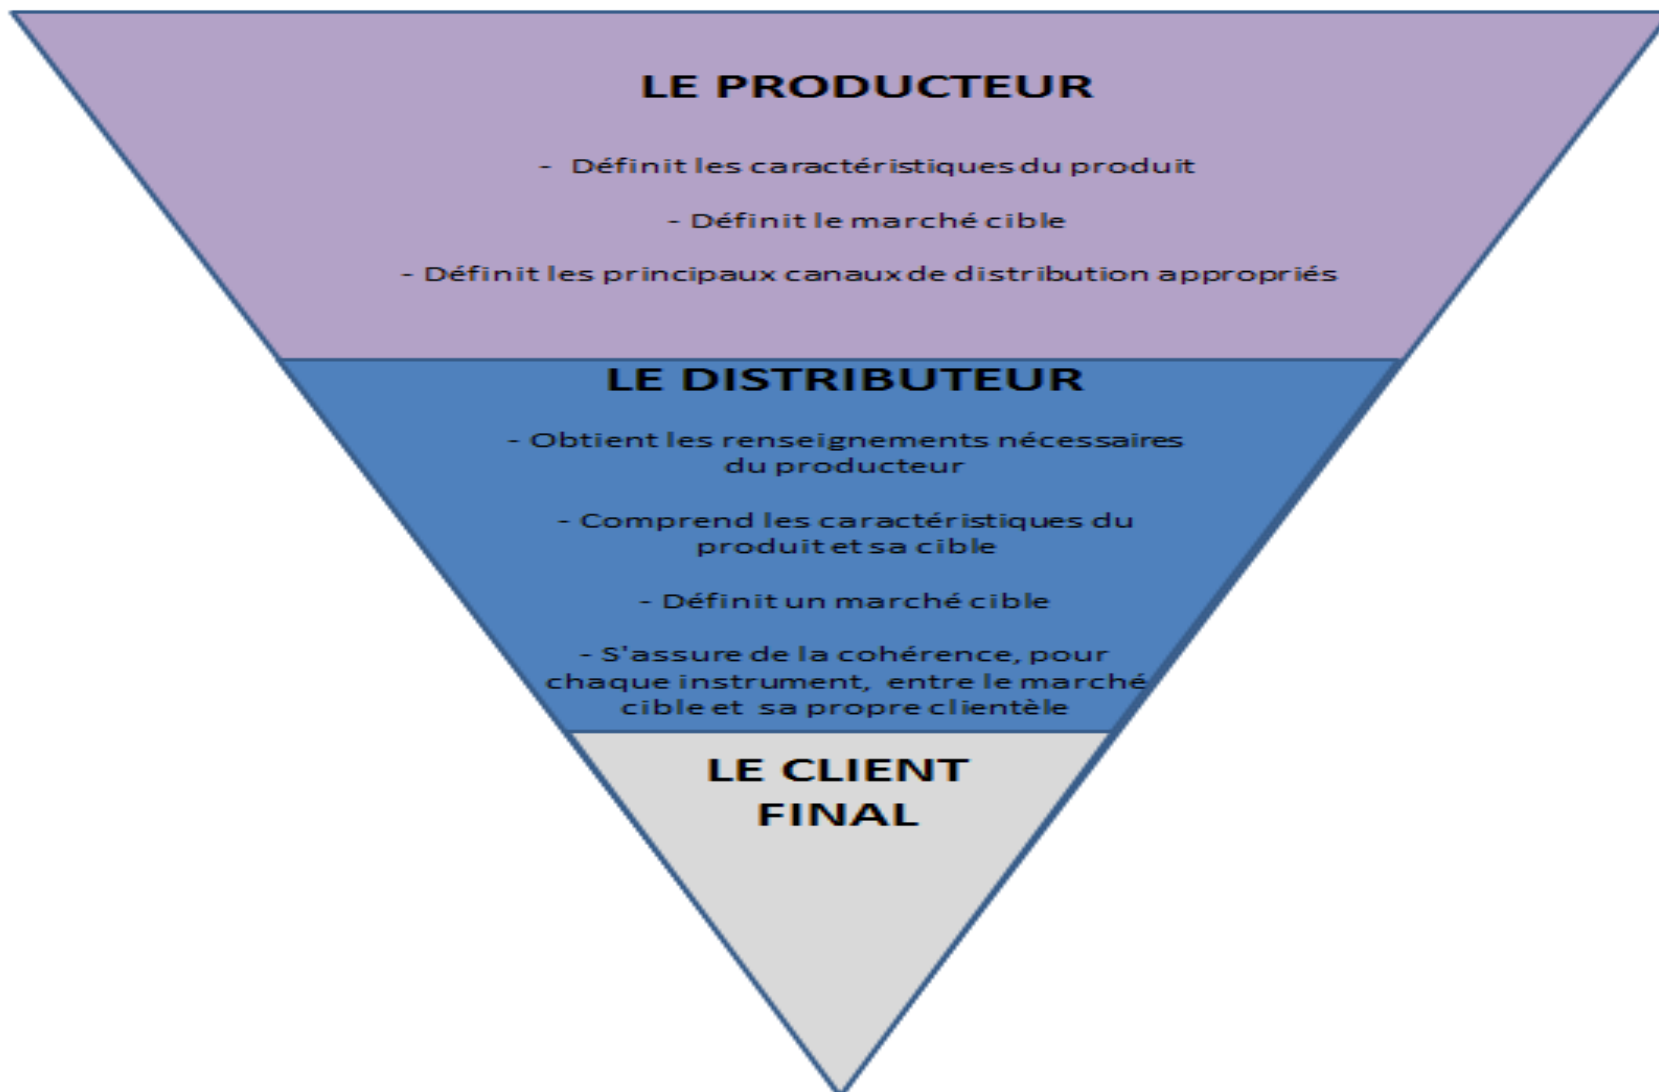 LE PRODUCTEUR
- Définit les caractéristiques du produit
- Définit le marché cible
- Définit les principaux canaux de distribution appropriés
LE DISTRIBUTEUR
- Obtient les renseignements nécessaires
du producteur
- Comprend les caractéristiques du
produit et sa cible
- Définit un marché cible
- S'assure de la cohérence, pour
chaque instrument, entre le marché
cible et sa propre clientèle
LE CLIENT
FINAL